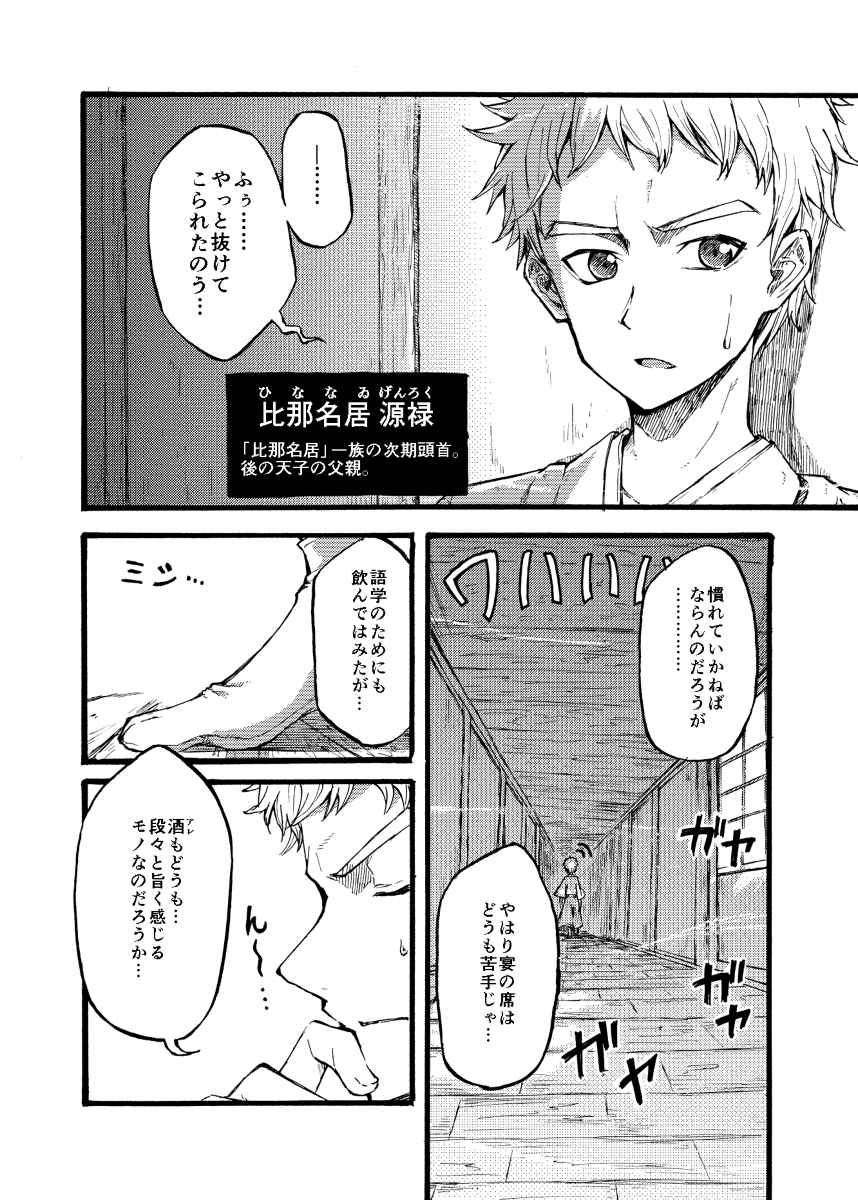 ―……
ふぅ……
やっと抜けて
こられたのう…
ひななゐ げんろく
比那名居 源禄
「比那名居」一族の次期頭首。
後の天子の父親。
ワハハハハ
慣れていかねば
ならんのだろうが
…………
ガヤ
ガヤ
ガヤ
やはり宴の席は
どうも苦手じゃ…
語学のためにも
飲んではみたが…
ミシ…
アレ
酒もどうも…
段々と旨く感じる
モノなのだろうか…
ん～…